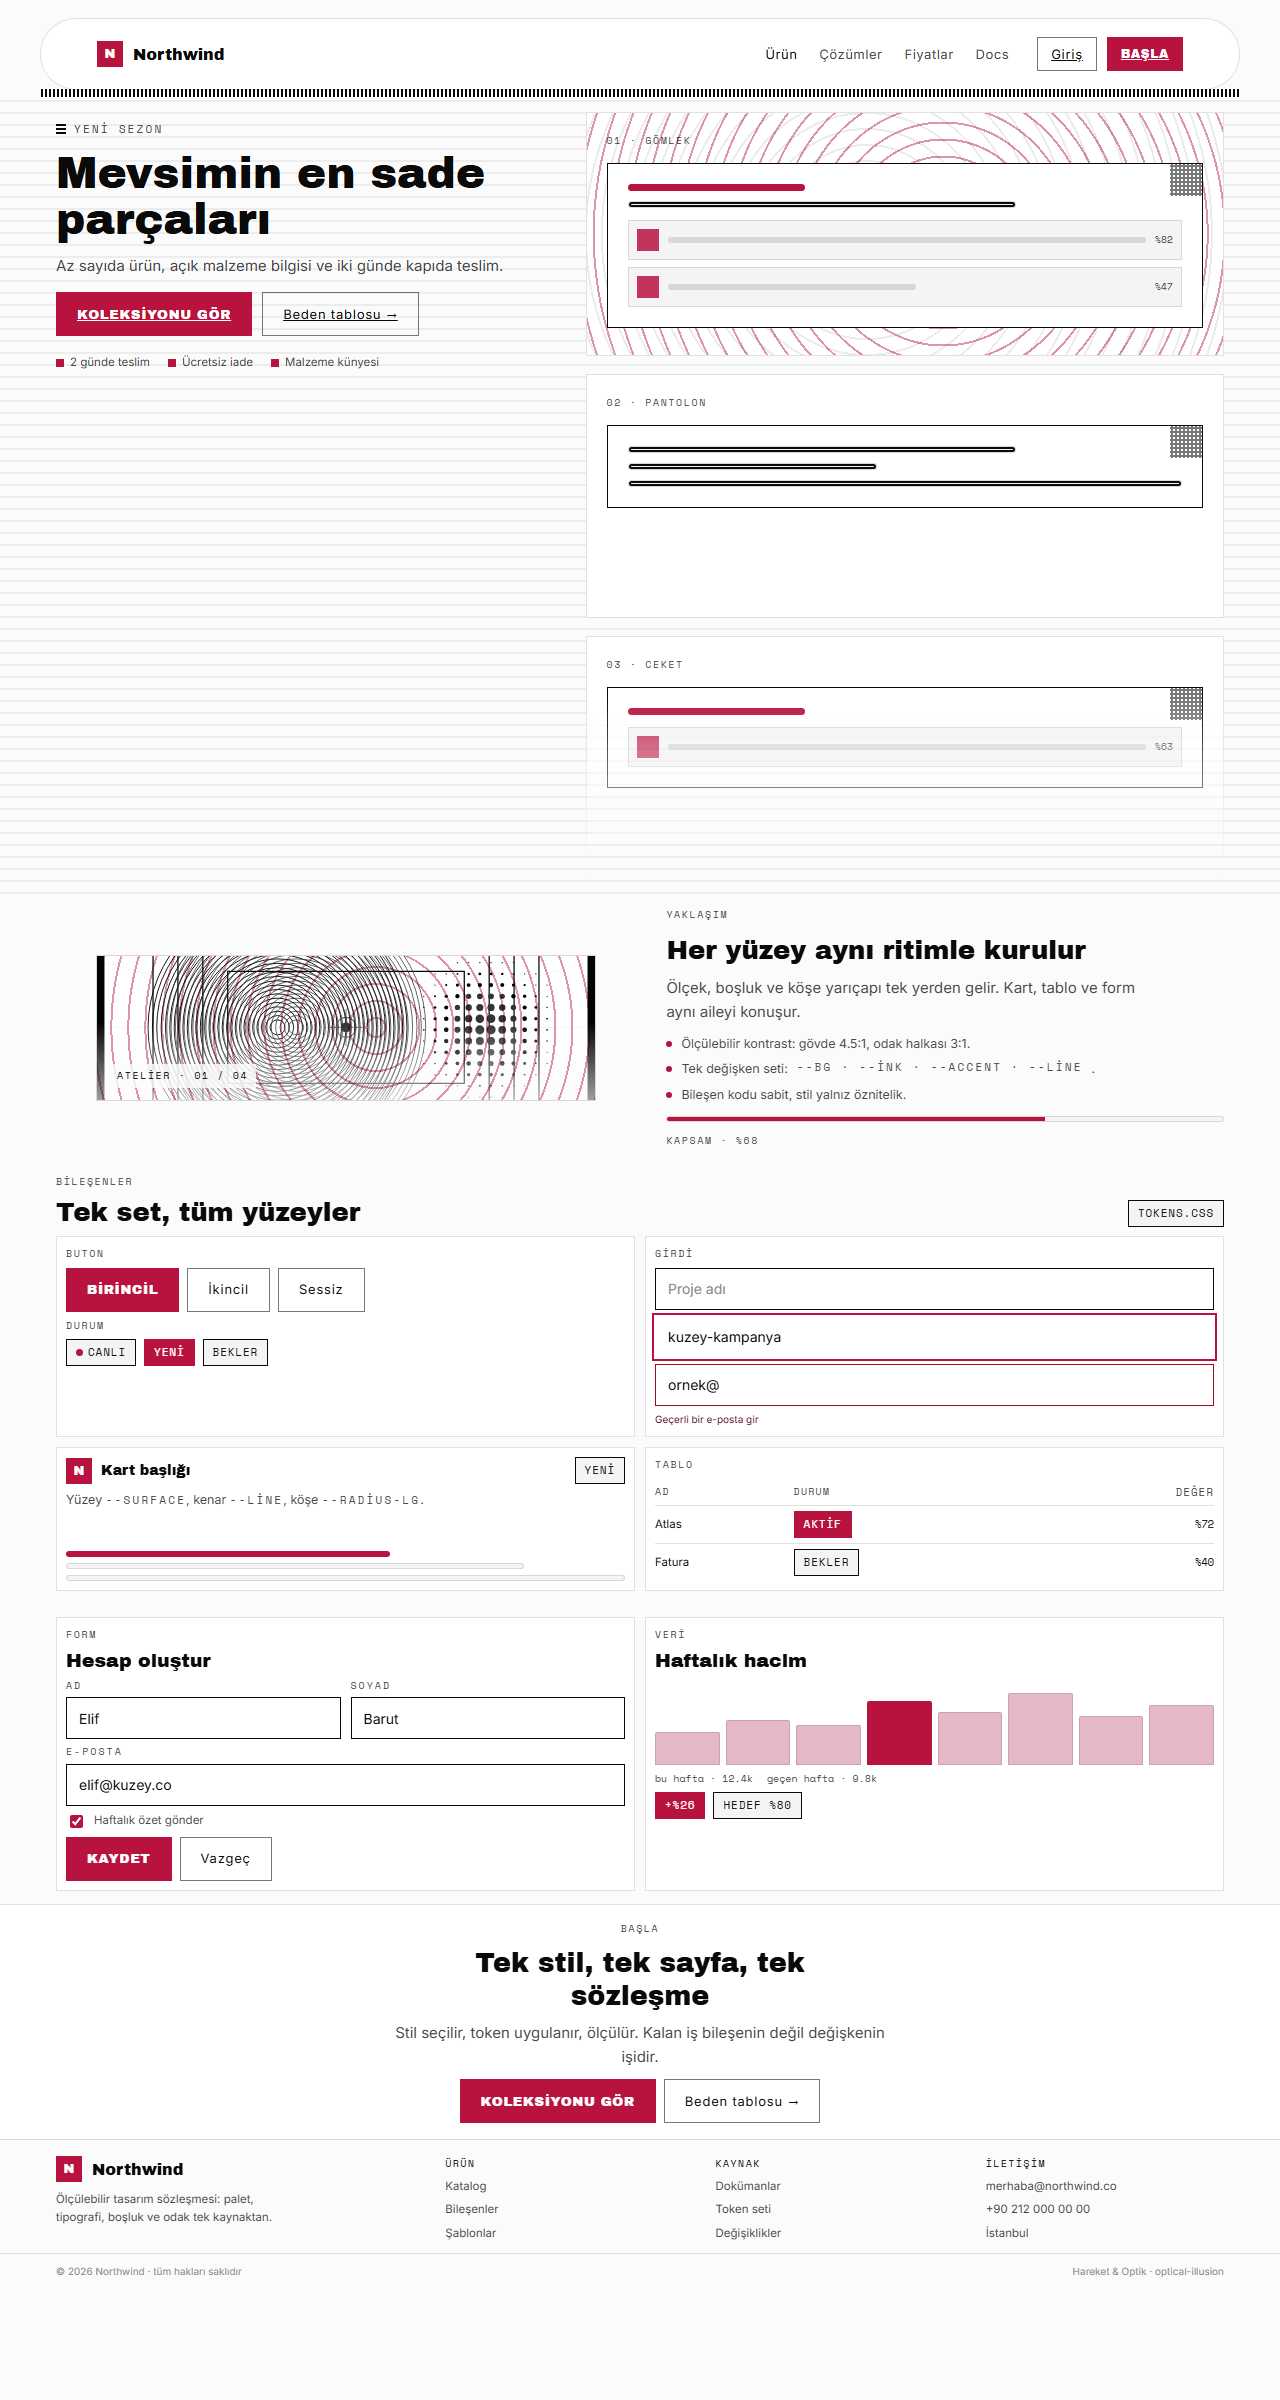 N Northwind
Ürün Çözümler Fiyatlar Docs Giriş BAŞLA
YENİ SEZON
Mevsimin en sade
parçaları
Az sayıda ürün, açık malzeme bilgisi ve iki günde kapıda teslim.
KOLEKSİYONU GÖR Beden tablosu →
2 günde teslim Ücretsiz iade Malzeme künyesi
01 · GÖMLEK
%82
%47
02 · PANTOLON
03 · CEKET
%63
ATELİER · 01 / 04
YAKLAŞIM
Her yüzey aynı ritimle kurulur
Ölçek, boşluk ve köşe yarıçapı tek yerden gelir. Kart, tablo ve form
aynı aileyi konuşur.
Ölçülebilir kontrast: gövde 4.5:1, odak halkası 3:1.
Tek değişken seti: --BG · --İNK · --ACCENT · --LİNE .
Bileşen kodu sabit, stil yalnız öznitelik.
KAPSAM · %68
BİLEŞENLER
Tek set, tüm yüzeyler
TOKENS.CSS
BUTON
BİRİNCİL İkincil Sessiz
DURUM
CANLI YENİ BEKLER
GİRDİ
Proje adı
kuzey-kampanya
ornek@
Geçerli bir e-posta gir
N Kart başlığı YENİ
Yüzey --SURFACE, kenar --LİNE, köşe --RADİUS-LG.
TABLO
AD DURUM DEĞER
Atlas AKTİF %72
Fatura BEKLER %40
FORM
Hesap oluştur
AD SOYAD
Elif Barut
E-POSTA
elif@kuzey.co
Haftalık özet gönder
KAYDET Vazgeç
VERİ
Haftalık hacim
bu hafta · 12.4k geçen hafta · 9.8k
+%26 HEDEF %80
BAŞLA
Tek stil, tek sayfa, tek
sözleşme
Stil seçilir, token uygulanır, ölçülür. Kalan iş bileşenin değil değişkenin
işidir.
KOLEKSİYONU GÖR Beden tablosu →
N Northwind
Ölçülebilir tasarım sözleşmesi: palet,
tipografi, boşluk ve odak tek kaynaktan.
ÜRÜN
Katalog
Bileşenler
Şablonlar
KAYNAK
Dokümanlar
Token seti
Değişiklikler
İLETİŞİM
merhaba@northwind.co
+90 212 000 00 00
İstanbul
© 2026 Northwind · tüm hakları saklıdır
Hareket & Optik · optical-illusion